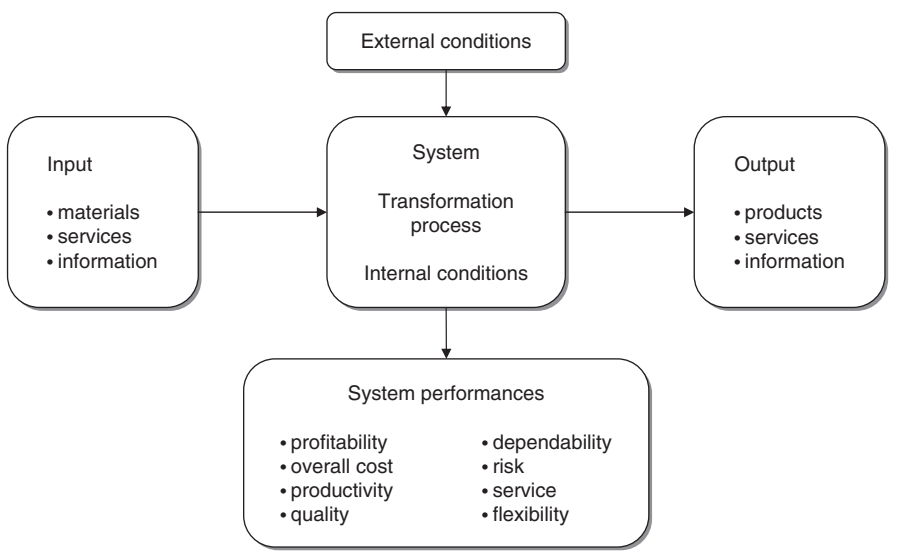 External conditions
Input
• materials
• services
• information
System
Transformation
process
Internal conditions
Output
• products
• services
• information
System performances
• profitability
• overall cost
• productivity
• quality
• dependability
• risk
• service
• flexibility